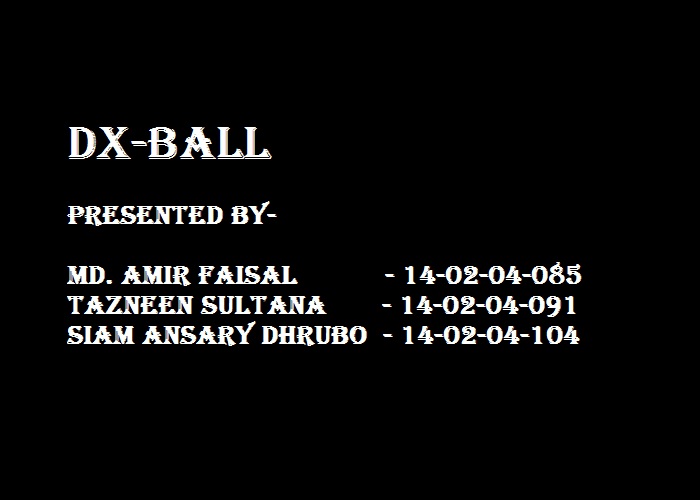 DX-BALL
PRESENTED BY-
MD. AMIR FAISAL - 14-02-04-085
TAZNEEN SULTANA - 14-02-04-091
SIAM ANSARY DHRUBO - 14-02-04-104